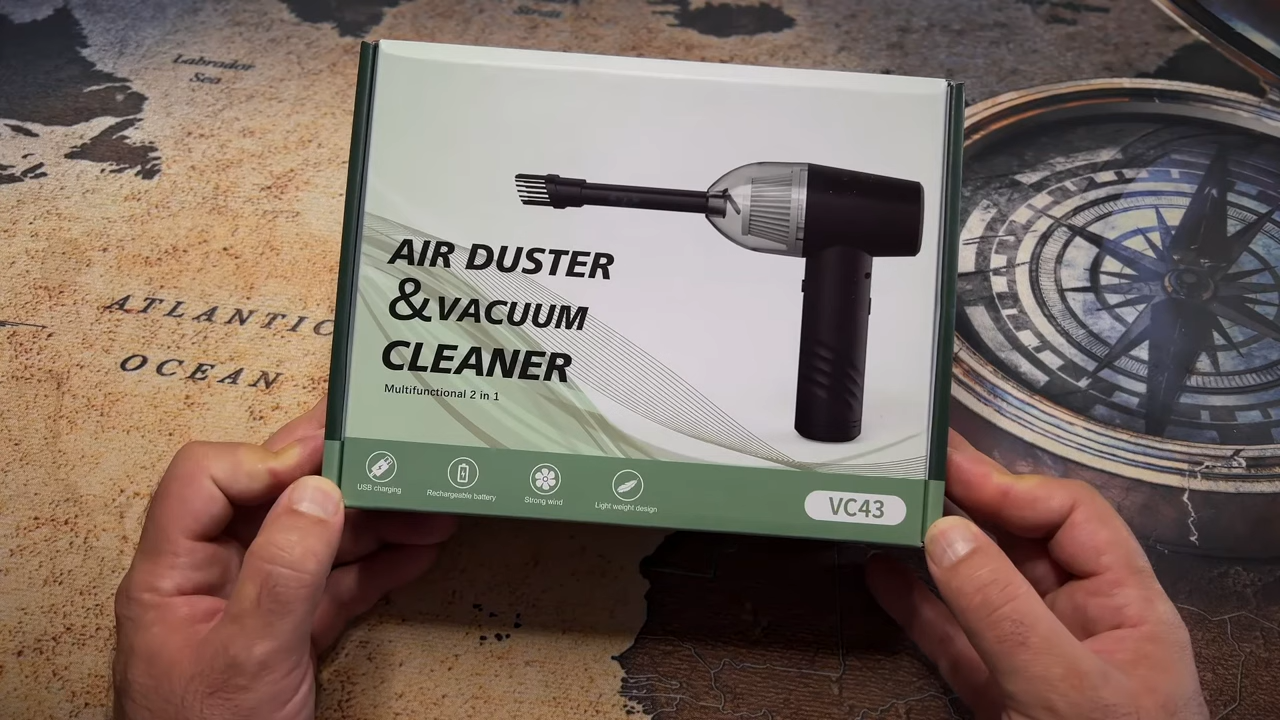 Labrador
Sea
AIR DUSTER
&VACUUM
CLEANER
Multifunctional 2 in 1
ATLANTIC
OCEAN
USB charging
Rechargeable battery
Strong wind
Light weight design
VC43